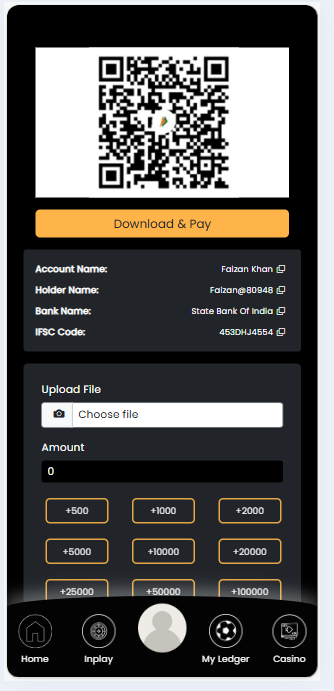 Download & Pay
Account Name: Faizan Khan
Holder Name: Faizan@80948
Bank Name: State Bank Of India
IFSC Code: 453DHJ4554
Upload File
Choose file
Amount
0
+500 +1000 +2000
+5000 +10000 +20000
+25000 +50000 +100000
Home Inplay My Ledger Casino